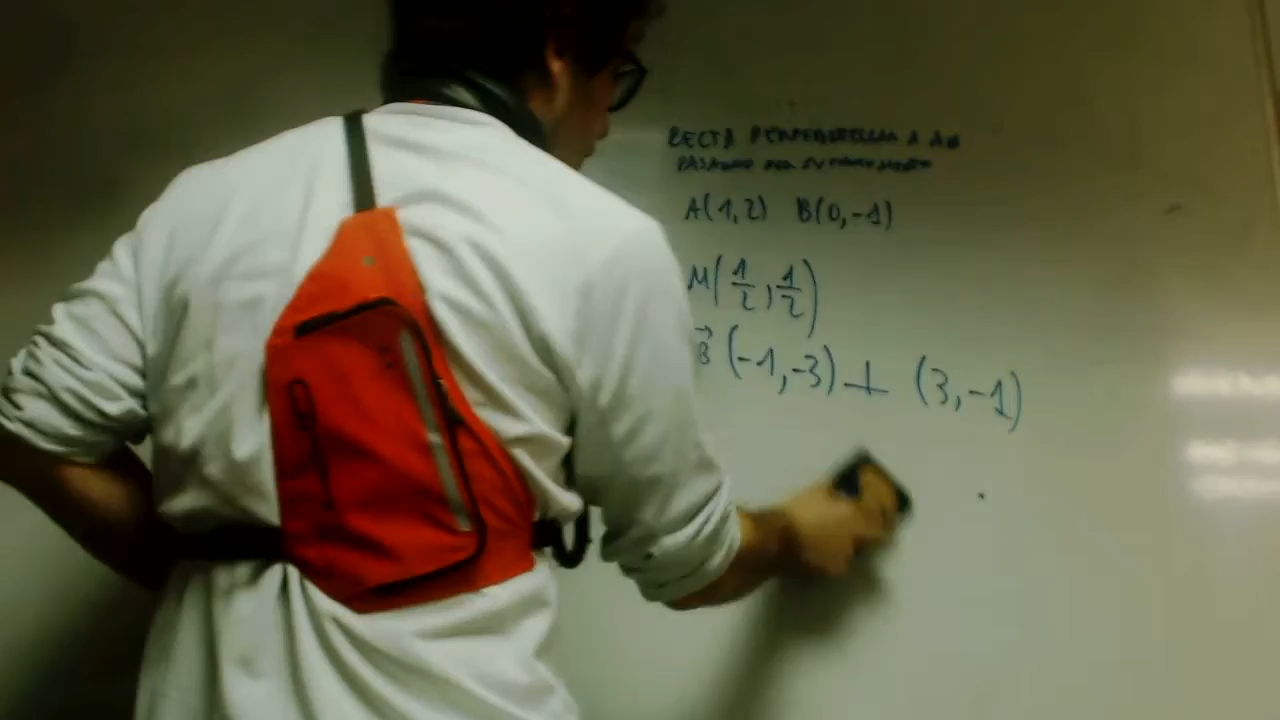 RECTA PERPENDICULAR A AB
PASANDO POR SU PUNTO MEDIO
A(1,2) B(0,-1)
M(1/2, 1/2)
B⃗ (-1,-3) ⊥ (3,-1)